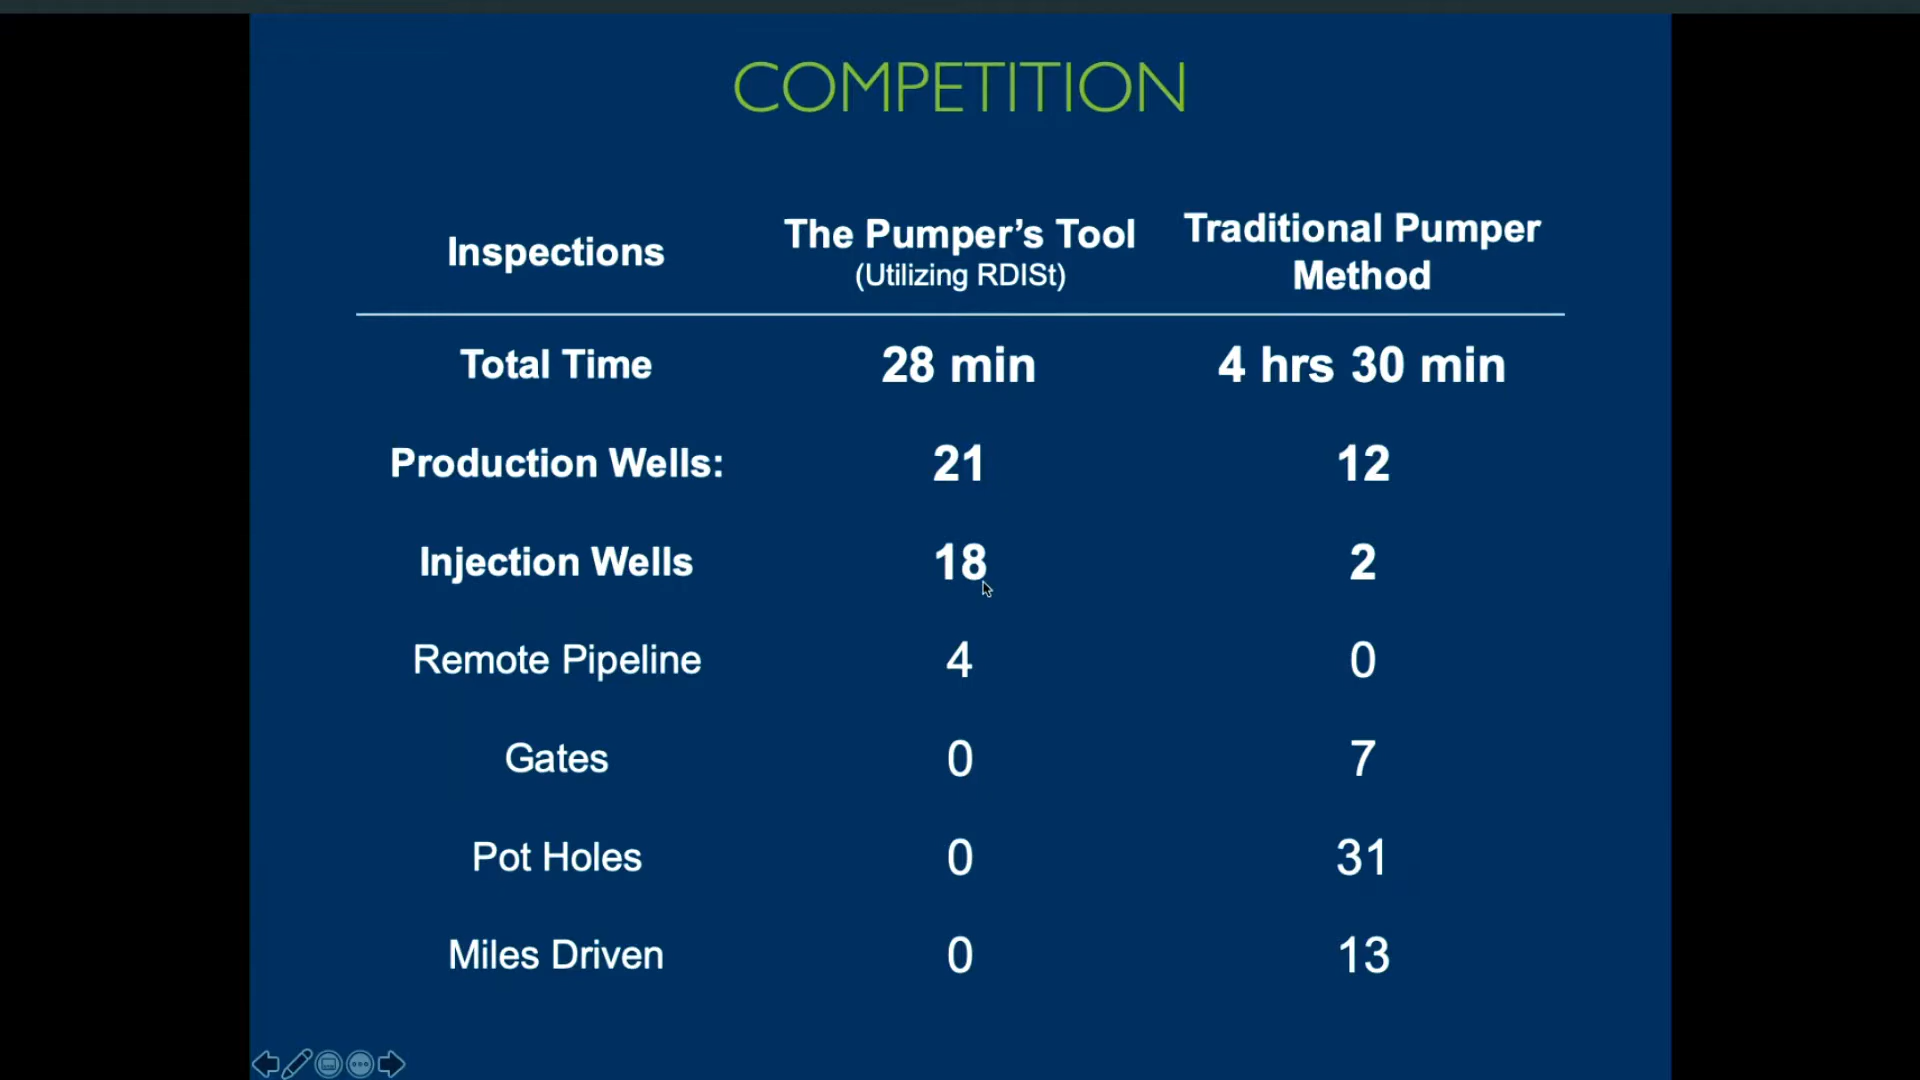 COMPETITION
Inspections
The Pumper's Tool
(Utilizing RDISt)
Traditional Pumper
Method
Total Time 28 min 4 hrs 30 min
Production Wells: 21 12
Injection Wells 18 2
Remote Pipeline 4 0
Gates 0 7
Pot Holes 0 31
Miles Driven 0 13